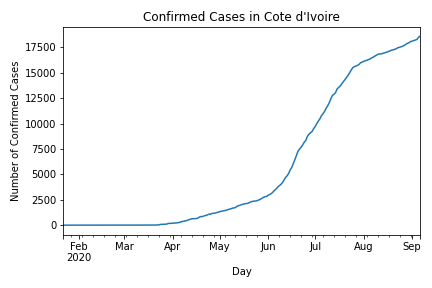 Confirmed Cases in Cote d'Ivoire
Number of Confirmed Cases
17500
15000
12500
10000
7500
5000
2500
0
Feb Mar Apr May Jun Jul Aug Sep
2020
Day